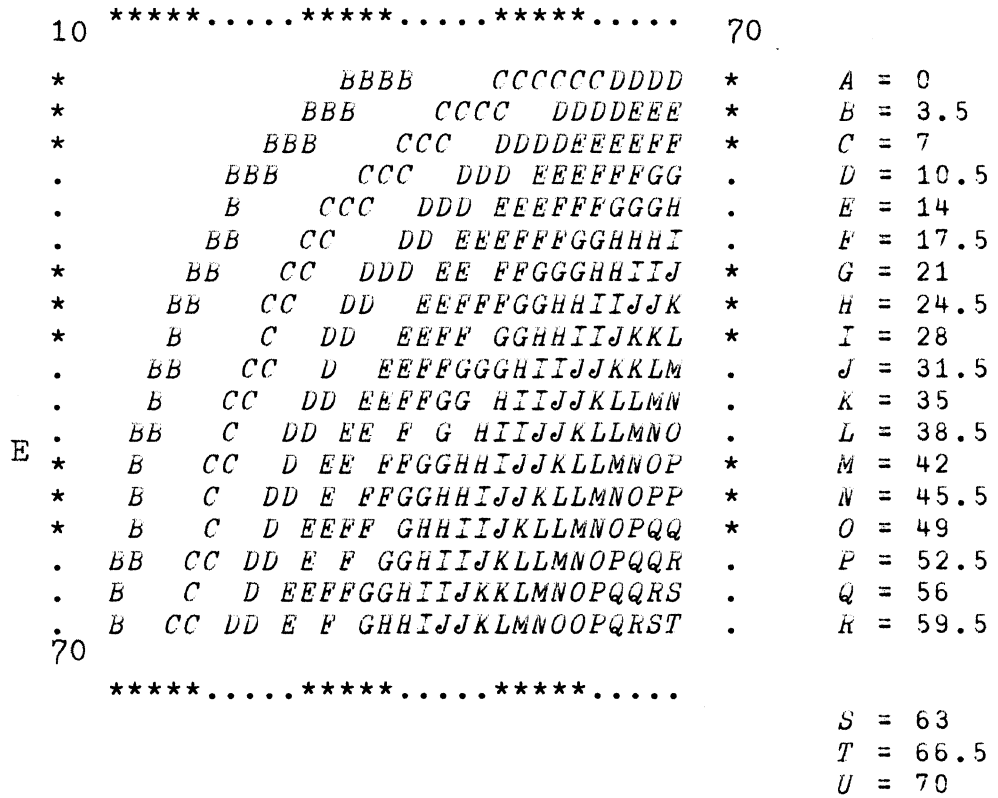 *****.....*****.....*****.....
10 70
* BBBB CCCCCCDDDD * A = 0
* BBB CCCC DDDDEEE * B = 3.5
* BBB CCC DDDDEEEEFF * C = 7
. BBB CCC DDD EEEFFFGG . D = 10.5
. B CCC DDD EEEFFFGGGH . E = 14
. BB CC DD EEEFFFGGHHHI . F = 17.5
* BB CC DDD EE FFGGGHHIIJ * G = 21
* BB CC DD EEFFFGGHHIIJJK * H = 24.5
* B C DD EEFF GGHHIIJKKL * I = 28
. BB CC D EEFFGGGHIIJJKKLM . J = 31.5
. B CC DD EEFFGG HIIJJKLLMN . K = 35
E . BB C DD EE F G HIIJJKLLMNO . L = 38.5
* B CC D EE FFGGHHIJJKLLMNOP * M = 42
* B C DD E FFGGHHIJJKLLMNOPP * N = 45.5
* B C D EEFF GHHIIJKLLMNOPQQ * O = 49
. BB CC DD E F GGHIIJKLLMNOPQQR . P = 52.5
. B C D EEFFGGHIIJKKLMNOPQQRS . Q = 56
. B CC DD E F GHHIJJKLMNOOPQRST . R = 59.5
70
*****.....*****.....*****.....
S = 63
T = 66.5
U = 70